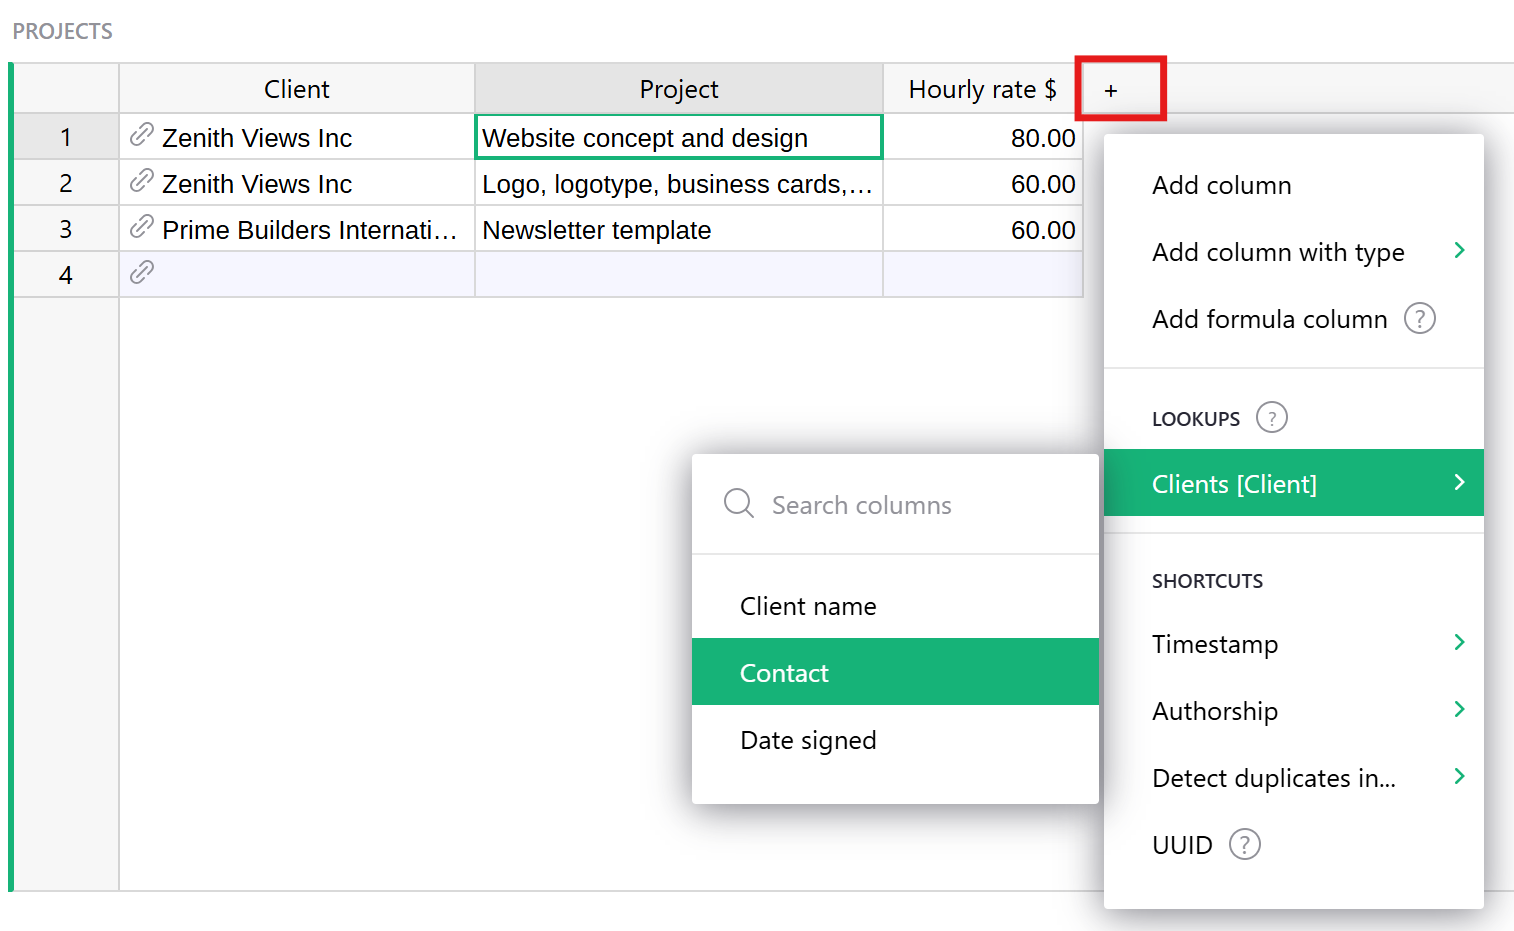 PROJECTS
Client Project Hourly rate $ +
1 Zenith Views Inc Website concept and design 80.00
2 Zenith Views Inc Logo, logotype, business cards,... 60.00
3 Prime Builders Internati... Newsletter template 60.00
4
Add column
Add column with type
Add formula column ?
LOOKUPS ?
Clients [Client]
Search columns
Client name
Contact
Date signed
SHORTCUTS
Timestamp
Authorship
Detect duplicates in...
UUID ?